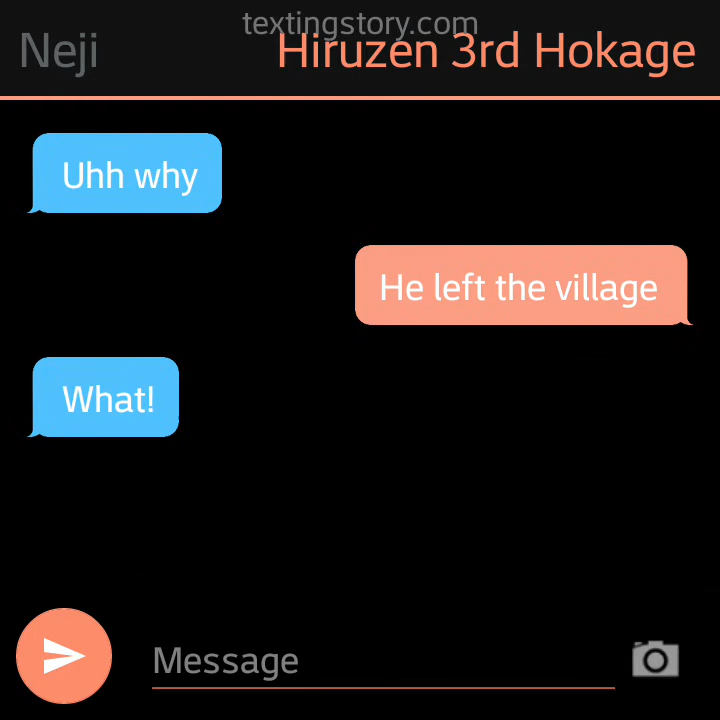 textingstory.com
Neji
Hiruzen 3rd Hokage
Uhh why
He left the village
What!
Message